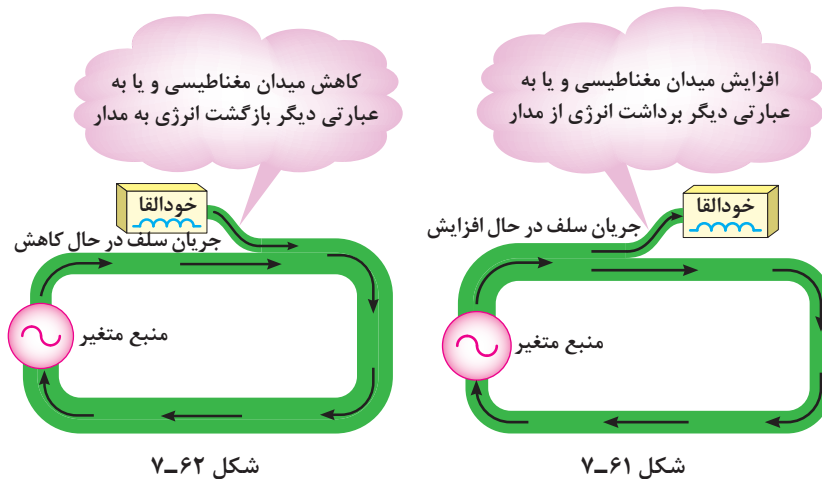 افزایش میدان مغناطیسی و یا به
عبارتی دیگر برداشت انرژی از مدار
خودالقا
جریان سلف در حال افزایش
منبع متغیر
شکل ۶۱ـ۷
کاهش میدان مغناطیسی و یا به
عبارتی دیگر بازگشت انرژی به مدار
خودالقا
جریان سلف در حال کاهش
منبع متغیر
شکل ۶۲ـ۷